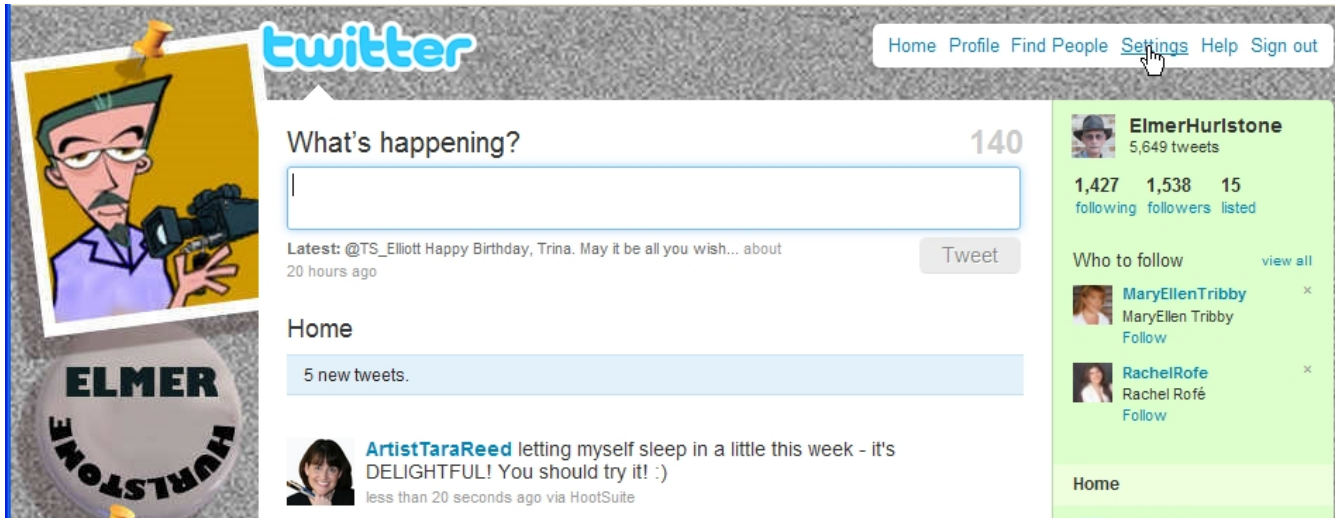 twitter
Home Profile Find People Settings Help Sign out
What's happening?
140
Latest: @TS_Elliott Happy Birthday, Trina. May it be all you wish... about
20 hours ago
Tweet
Home
5 new tweets.
ArtistTaraReed letting myself sleep in a little this week - it's
DELIGHTFUL! You should try it! :)
less than 20 seconds ago via HootSuite
ElmerHurlstone
5,649 tweets
1,427 1,538 15
following followers listed
Who to follow view all
MaryEllenTribby ×
MaryEllen Tribby
Follow
RachelRofe ×
Rachel Rofé
Follow
Home
ELMER
HURLSTONE